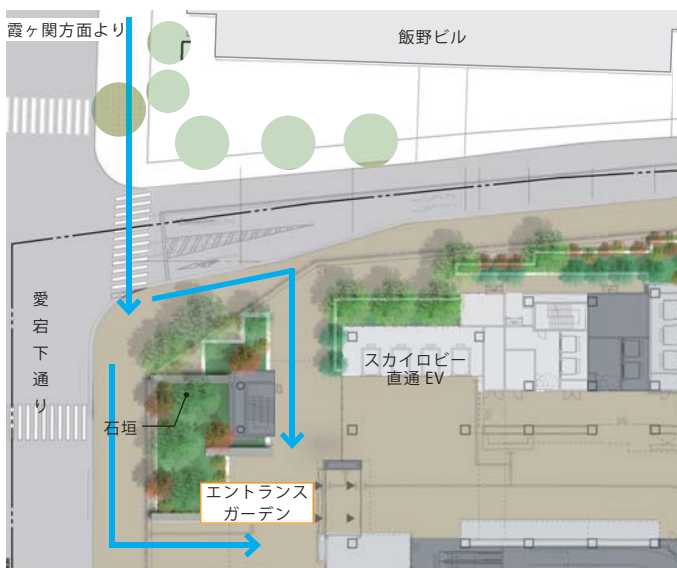 霞ヶ関方面より
飯野ビル
愛宕下通り
スカイロビー
直通 EV
石垣
エントランス
ガーデン